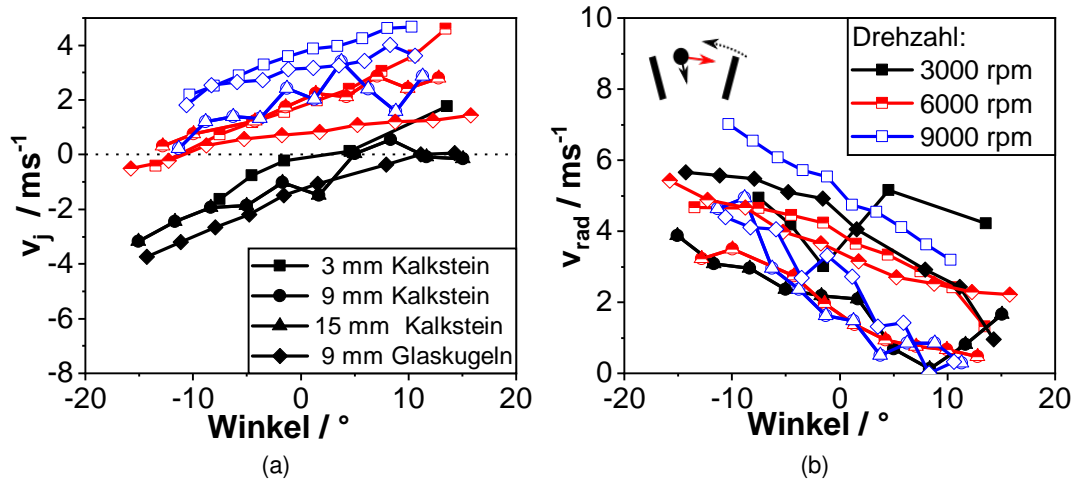 4
2
0
-2
-4
-6
-8
v_j / ms^-1
-20 -10 0 10 20
Winkel / °
3 mm Kalkstein
9 mm Kalkstein
15 mm Kalkstein
9 mm Glaskugeln
(a)
10
8
6
4
2
0
v_rad / ms^-1
-20 -10 0 10 20
Winkel / °
Drehzahl:
3000 rpm
6000 rpm
9000 rpm
(b)